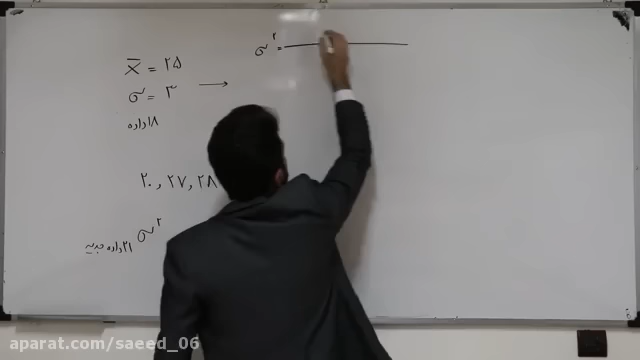 x̄ = ۲۵
σ = ۳ → σ² =
۱۸ داده
۲۰, ۲۷, ۲۸
σ² ۲۱ داده جدید
aparat.com/saeed_06